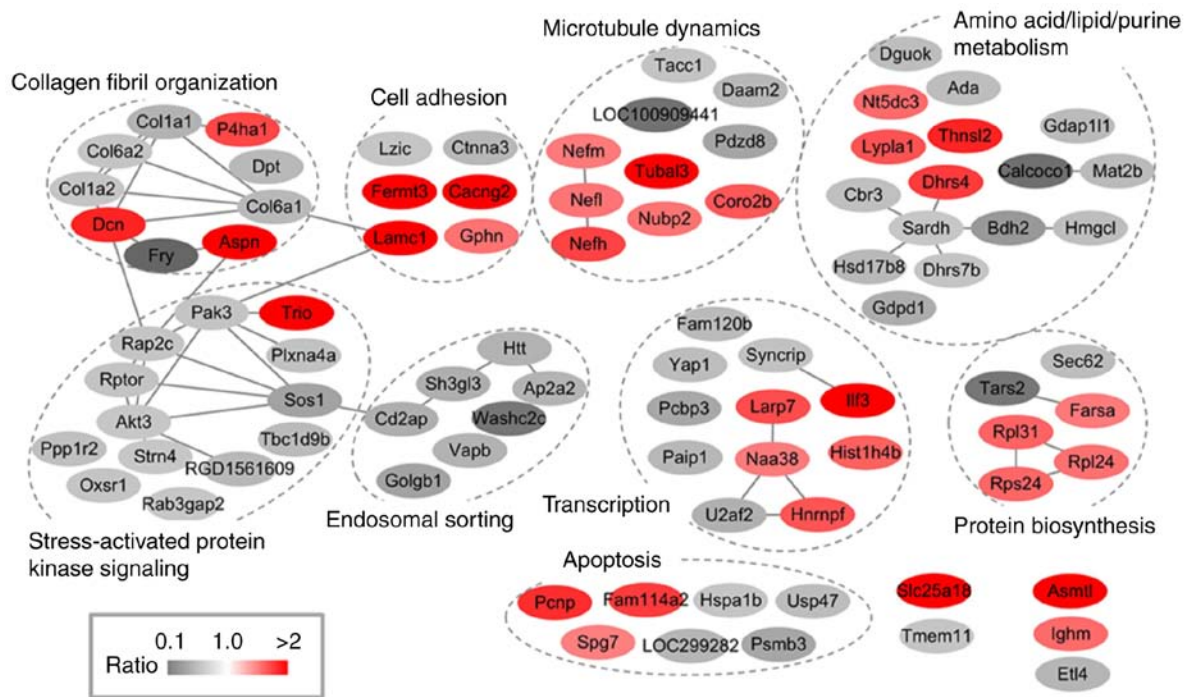 Collagen fibril organization
Col1a1
P4ha1
Col6a2
Dpt
Col1a2
Col6a1
Dcn
Aspn
Fry
Cell adhesion
Lzic
Ctnna3
Fermt3
Cacng2
Lamc1
Gphn
Microtubule dynamics
Tacc1
Daam2
LOC100909441
Pdzd8
Nefm
Tubal3
Nefl
Coro2b
Nubp2
Nefh
Amino acid/lipid/purine
metabolism
Dguok
Ada
Nt5dc3
Gdap1l1
Thnsl2
Lypla1
Calcoco1
Mat2b
Dhrs4
Cbr3
Sardh
Bdh2
Hmgcl
Hsd17b8
Dhrs7b
Gdpd1
Pak3
Trio
Rap2c
Plxna4a
Rptor
Sos1
Akt3
Tbc1d9b
Ppp1r2
Strn4
RGD1561609
Oxsr1
Rab3gap2
Stress-activated protein
kinase signaling
Htt
Sh3gl3
Ap2a2
Cd2ap
Washc2c
Vapb
Golgb1
Endosomal sorting
Fam120b
Yap1
Syncrip
Pcbp3
Larp7
Ilf3
Paip1
Naa38
Hist1h4b
U2af2
Hnrnpf
Transcription
Sec62
Tars2
Farsa
Rpl31
Rpl24
Rps24
Protein biosynthesis
Apoptosis
Pcnp
Fam114a2
Hspa1b
Usp47
Spg7
LOC299282
Psmb3
Slc25a18
Tmem11
Asmtl
Ighm
Etl4
0.1 1.0 >2
Ratio